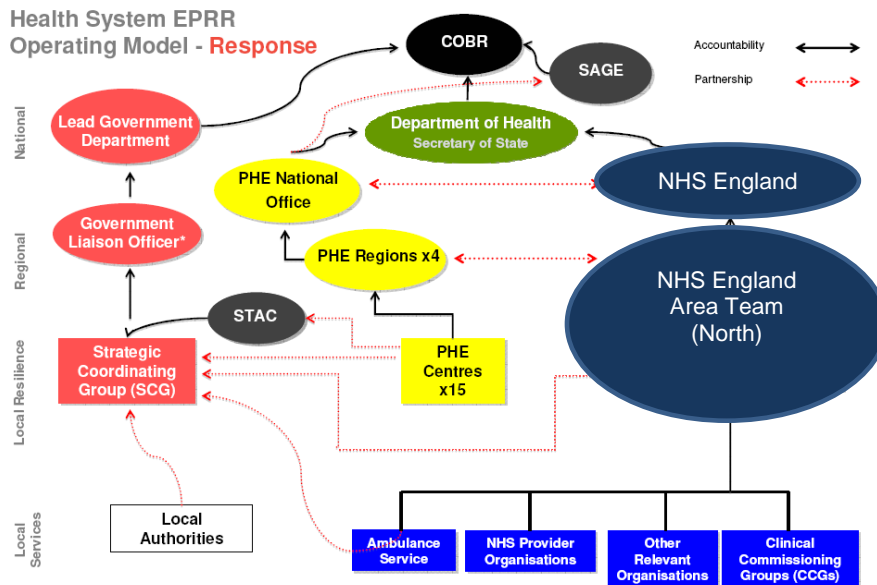 Health System EPRR
Operating Model - Response
COBR
SAGE
Accountability
Partnership
National
Lead Government
Department
Department of Health
Secretary of State
PHE National
Office
NHS England
Regional
Government
Liaison Officer*
PHE Regions x4
NHS England
Area Team
(North)
STAC
Local Resilience
Strategic
Coordinating
Group (SCG)
PHE
Centres
x15
Local
Services
Local
Authorities
Ambulance
Service
NHS Provider
Organisations
Other
Relevant
Organisations
Clinical
Commissioning
Groups (CCGs)